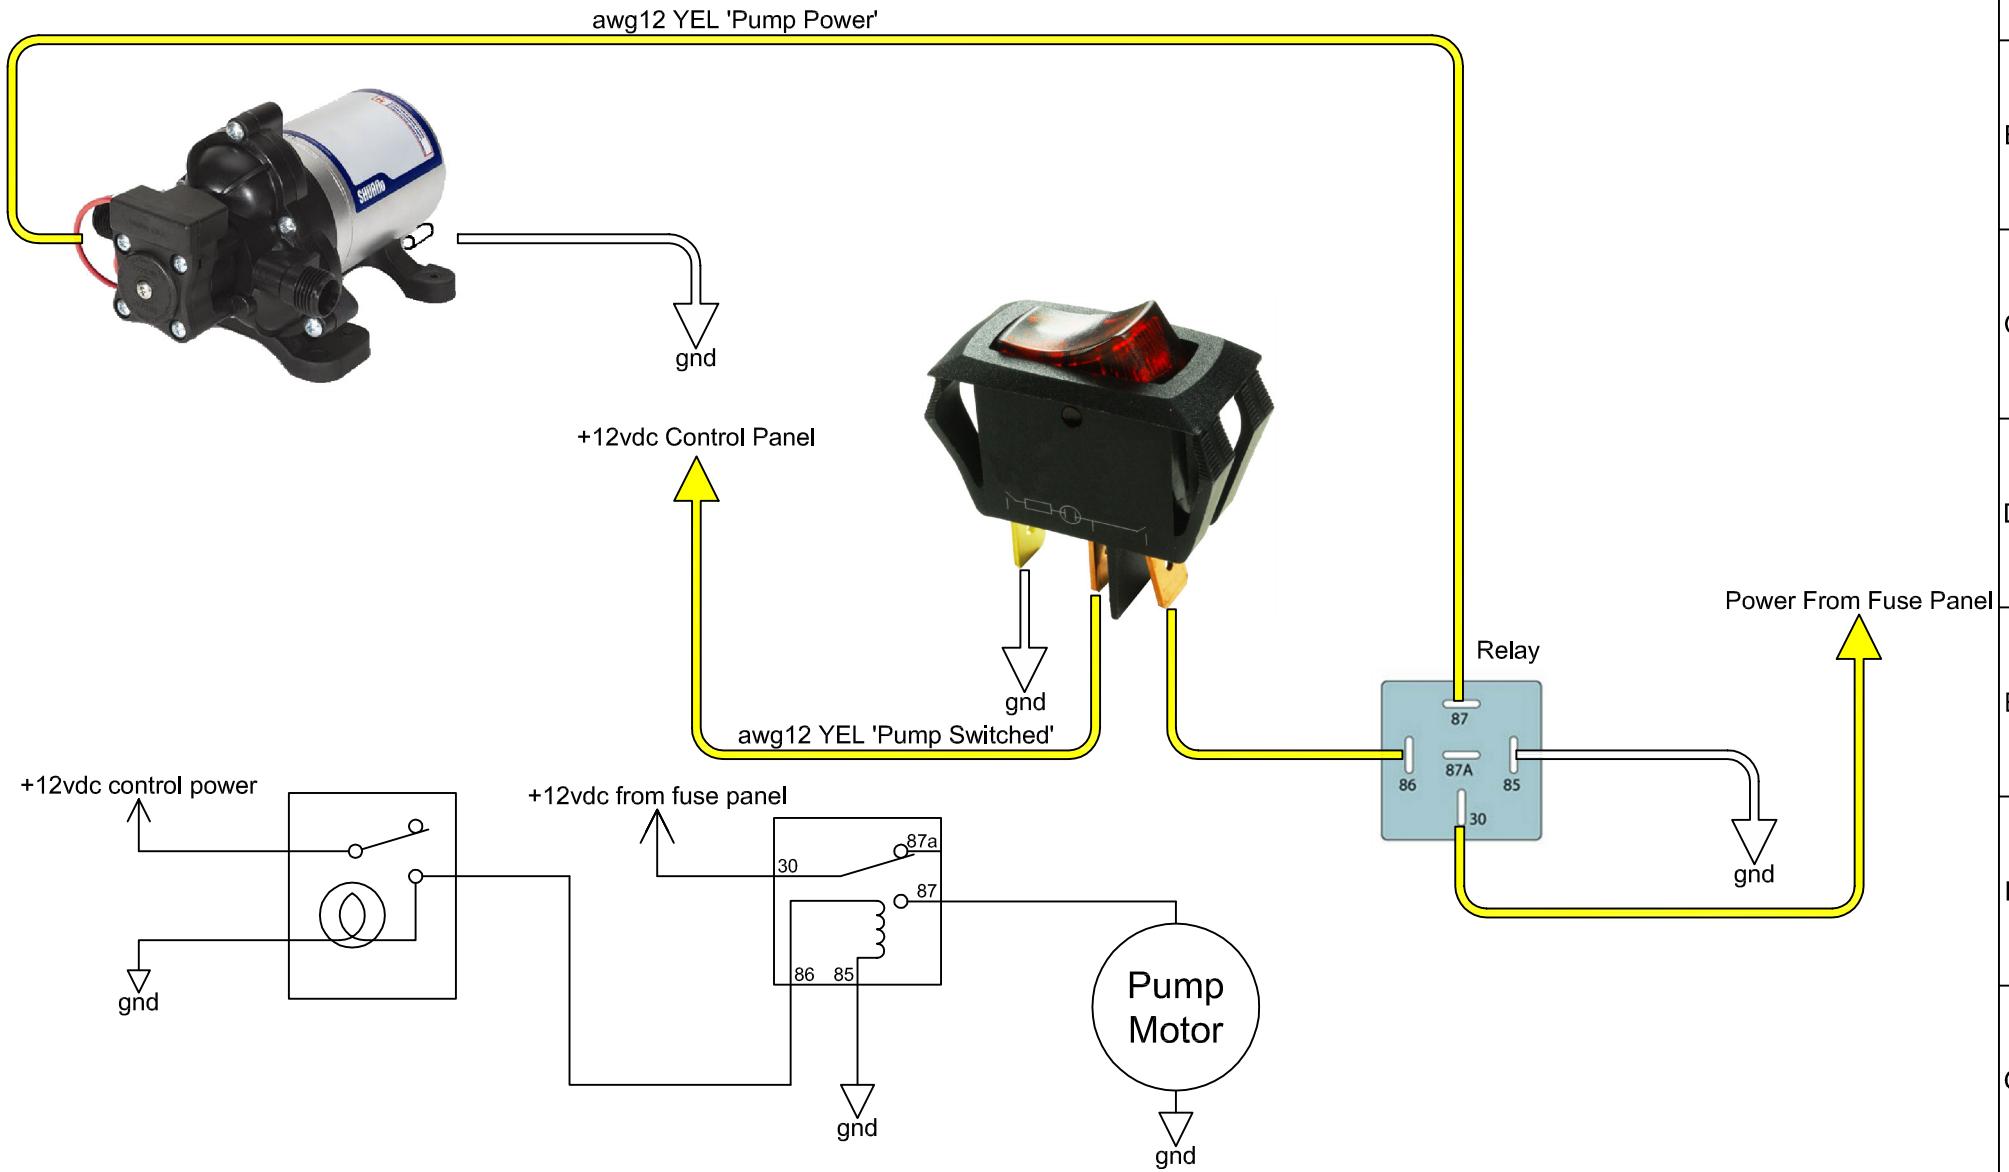 awg12 YEL 'Pump Power'
SHURflo
gnd
+12vdc Control Panel
gnd
awg12 YEL 'Pump Switched'
Power From Fuse Panel
Relay
87
87A
86
85
30
gnd
+12vdc control power
gnd
+12vdc from fuse panel
87a
30
87
86 85
gnd
Pump
Motor
gnd